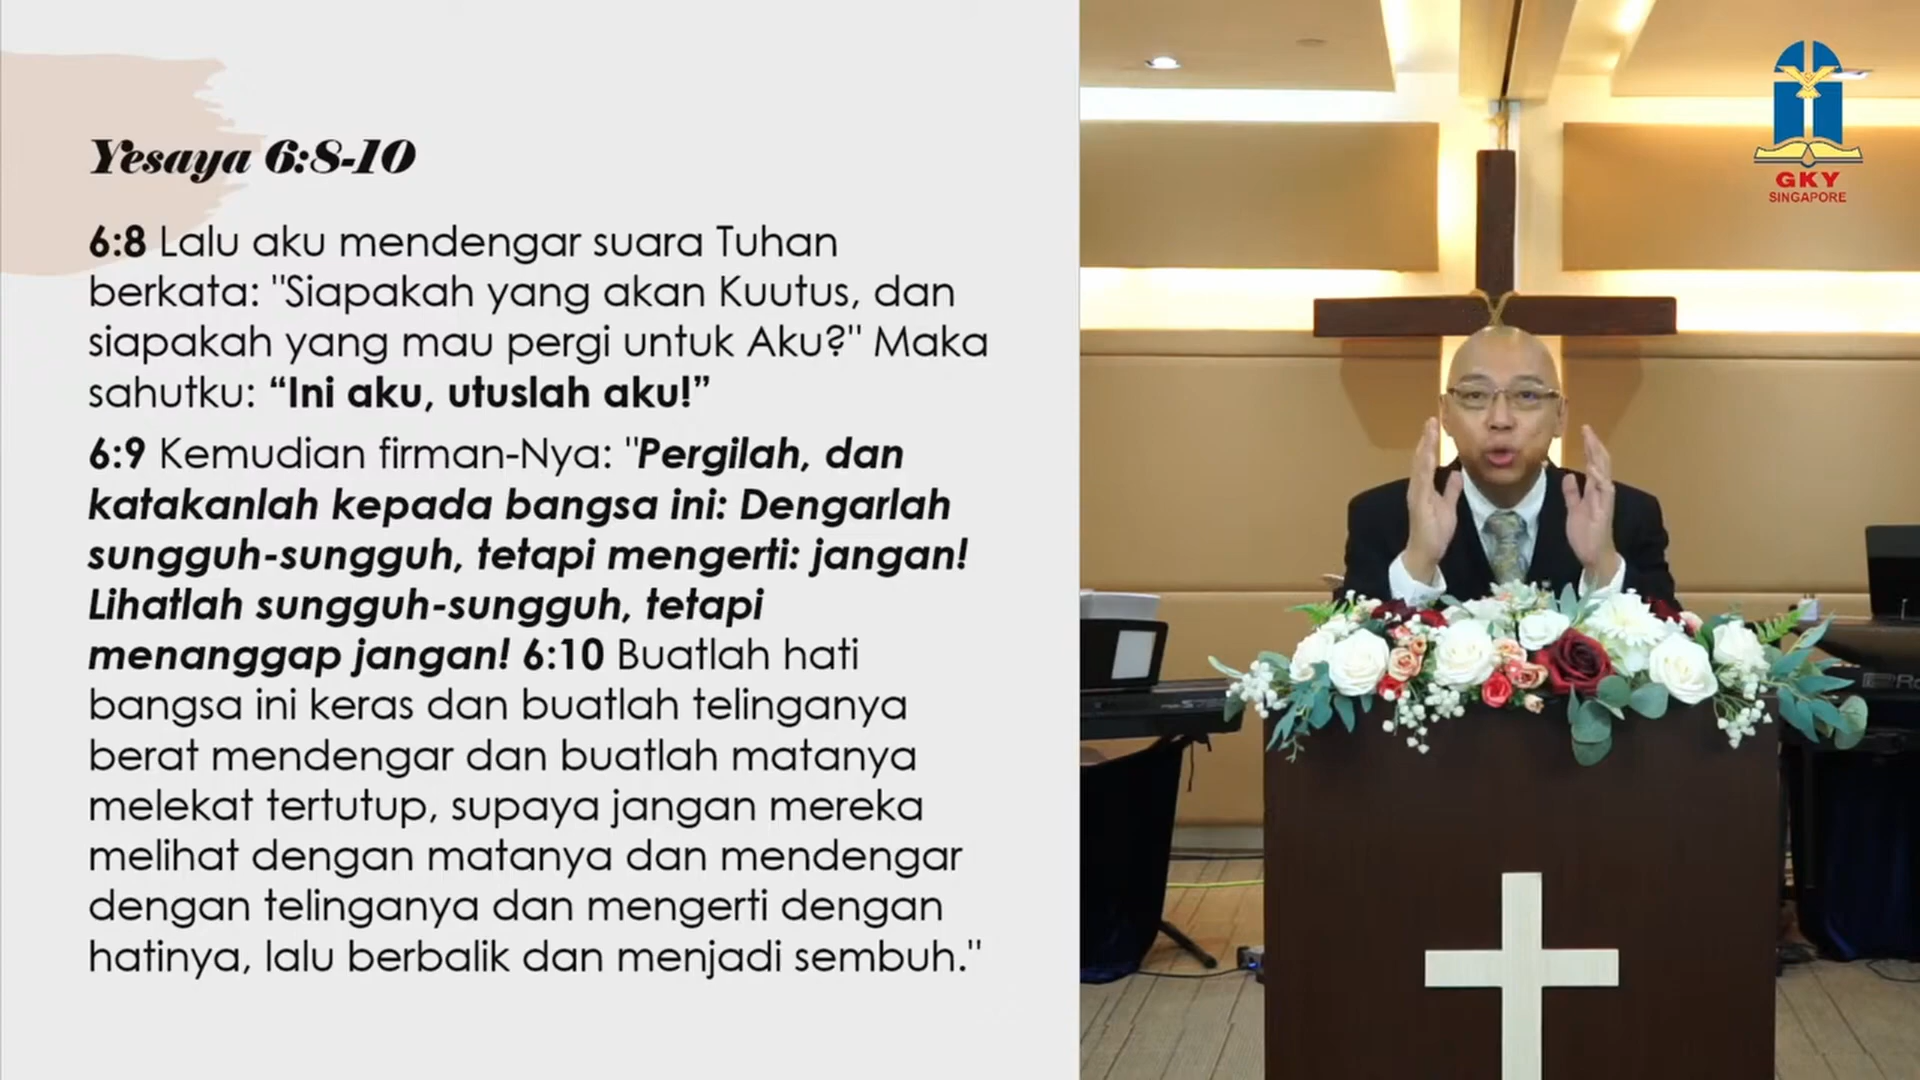 Yesaya 6:8-10
6:8 Lalu aku mendengar suara Tuhan
berkata: "Siapakah yang akan Kuutus, dan
siapakah yang mau pergi untuk Aku?" Maka
sahutku: “Ini aku, utuslah aku!”
6:9 Kemudian firman-Nya: "Pergilah, dan
katakanlah kepada bangsa ini: Dengarlah
sungguh-sungguh, tetapi mengerti: jangan!
Lihatlah sungguh-sungguh, tetapi
menanggap jangan! 6:10 Buatlah hati
bangsa ini keras dan buatlah telinganya
berat mendengar dan buatlah matanya
melekat tertutup, supaya jangan mereka
melihat dengan matanya dan mendengar
dengan telinganya dan mengerti dengan
hatinya, lalu berbalik dan menjadi sembuh."
GKY
SINGAPORE